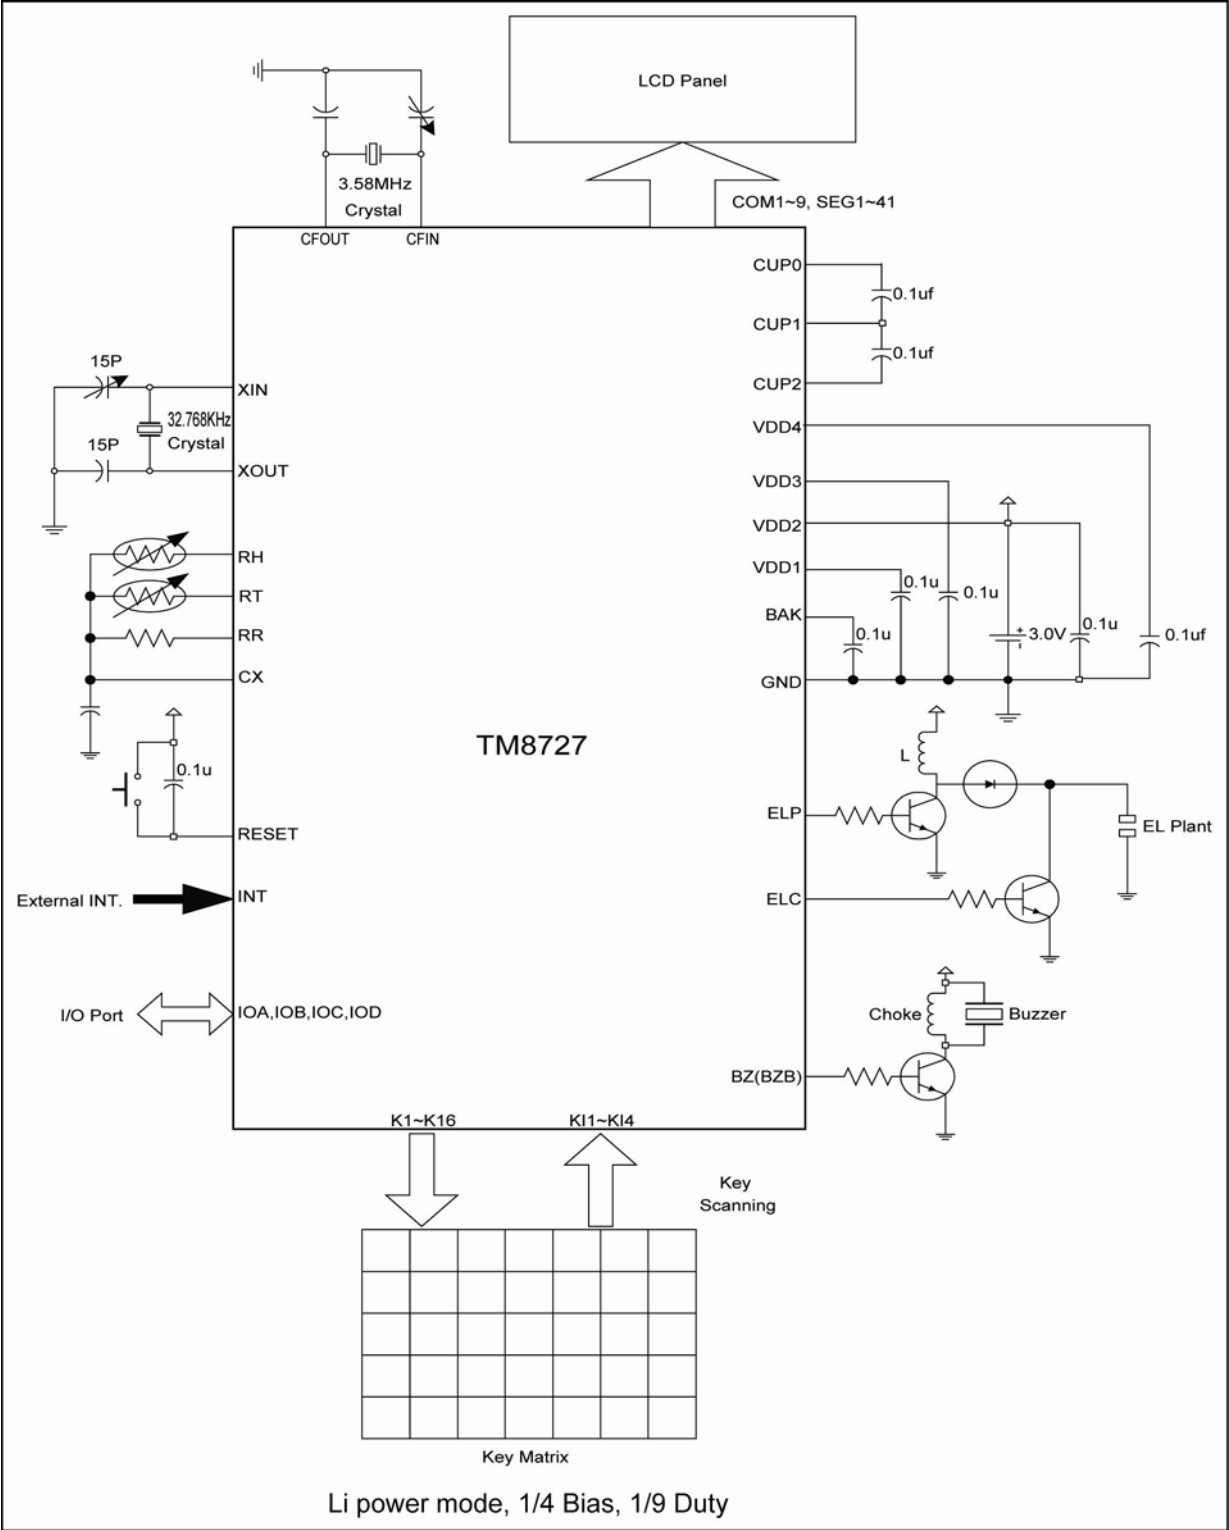 LCD Panel
3.58MHz
Crystal
COM1~9, SEG1~41
CFOUT
CFIN
CUP0
0.1uf
CUP1
0.1uf
CUP2
15P
XIN
32.768KHz
Crystal
15P
XOUT
VDD4
VDD3
VDD2
VDD1
0.1u
0.1u
BAK
0.1u
+
3.0V
-
0.1u
0.1uf
GND
RH
RT
RR
CX
TM8727
0.1u
RESET
L
ELP
EL Plant
External INT.
INT
ELC
I/O Port
IOA,IOB,IOC,IOD
Choke
Buzzer
BZ(BZB)
K1~K16
KI1~KI4
Key
Scanning
Key Matrix
Li power mode, 1/4 Bias, 1/9 Duty